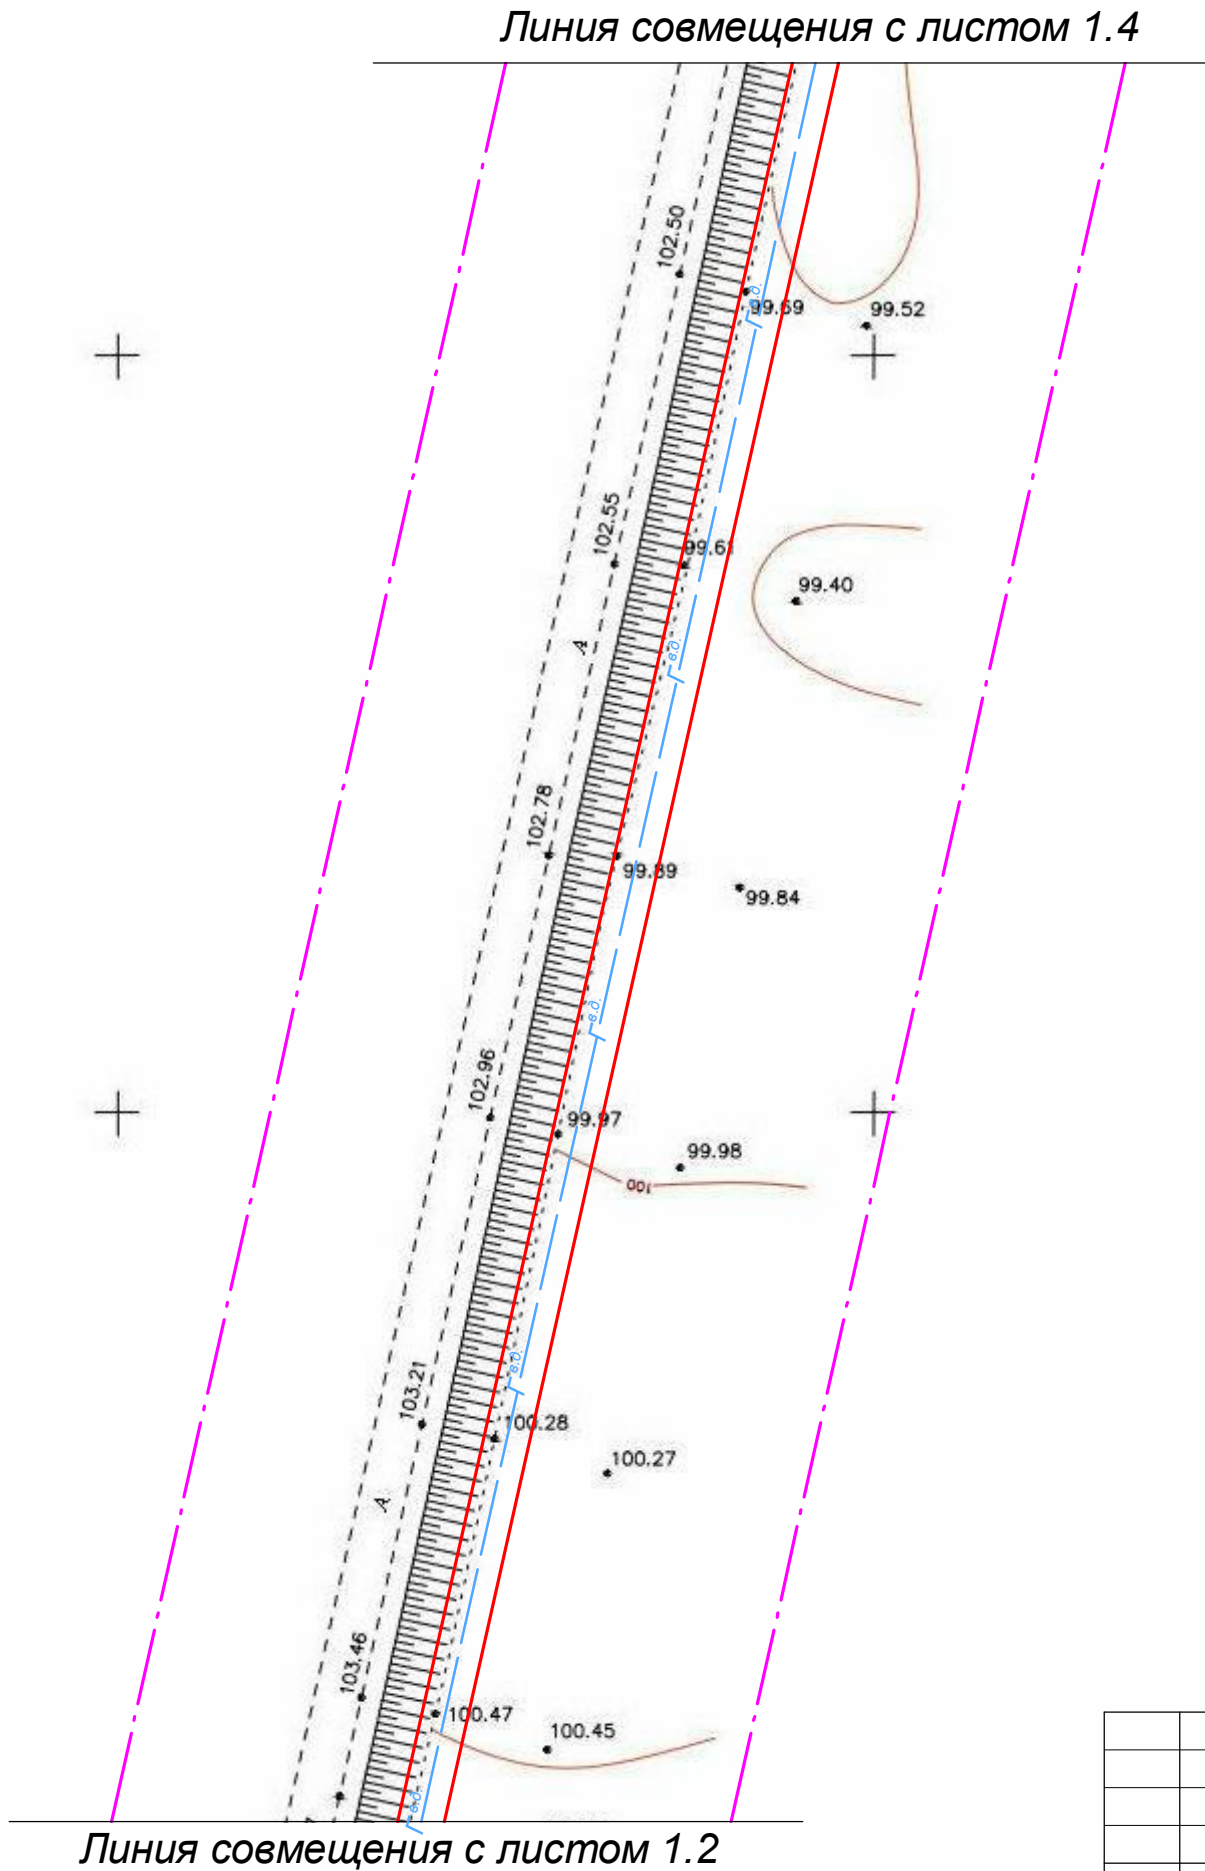 Линия совмещения с листом 1.4
102.50
99.69
99.52
в.д.
102.55
99.61
99.40
А
в.д.
102.78
99.89
99.84
в.д.
102.96
99.97
99.98
100
в.д.
103.21
100.28
100.27
А
103.46
100.47
100.45
в.д.
Линия совмещения с листом 1.2